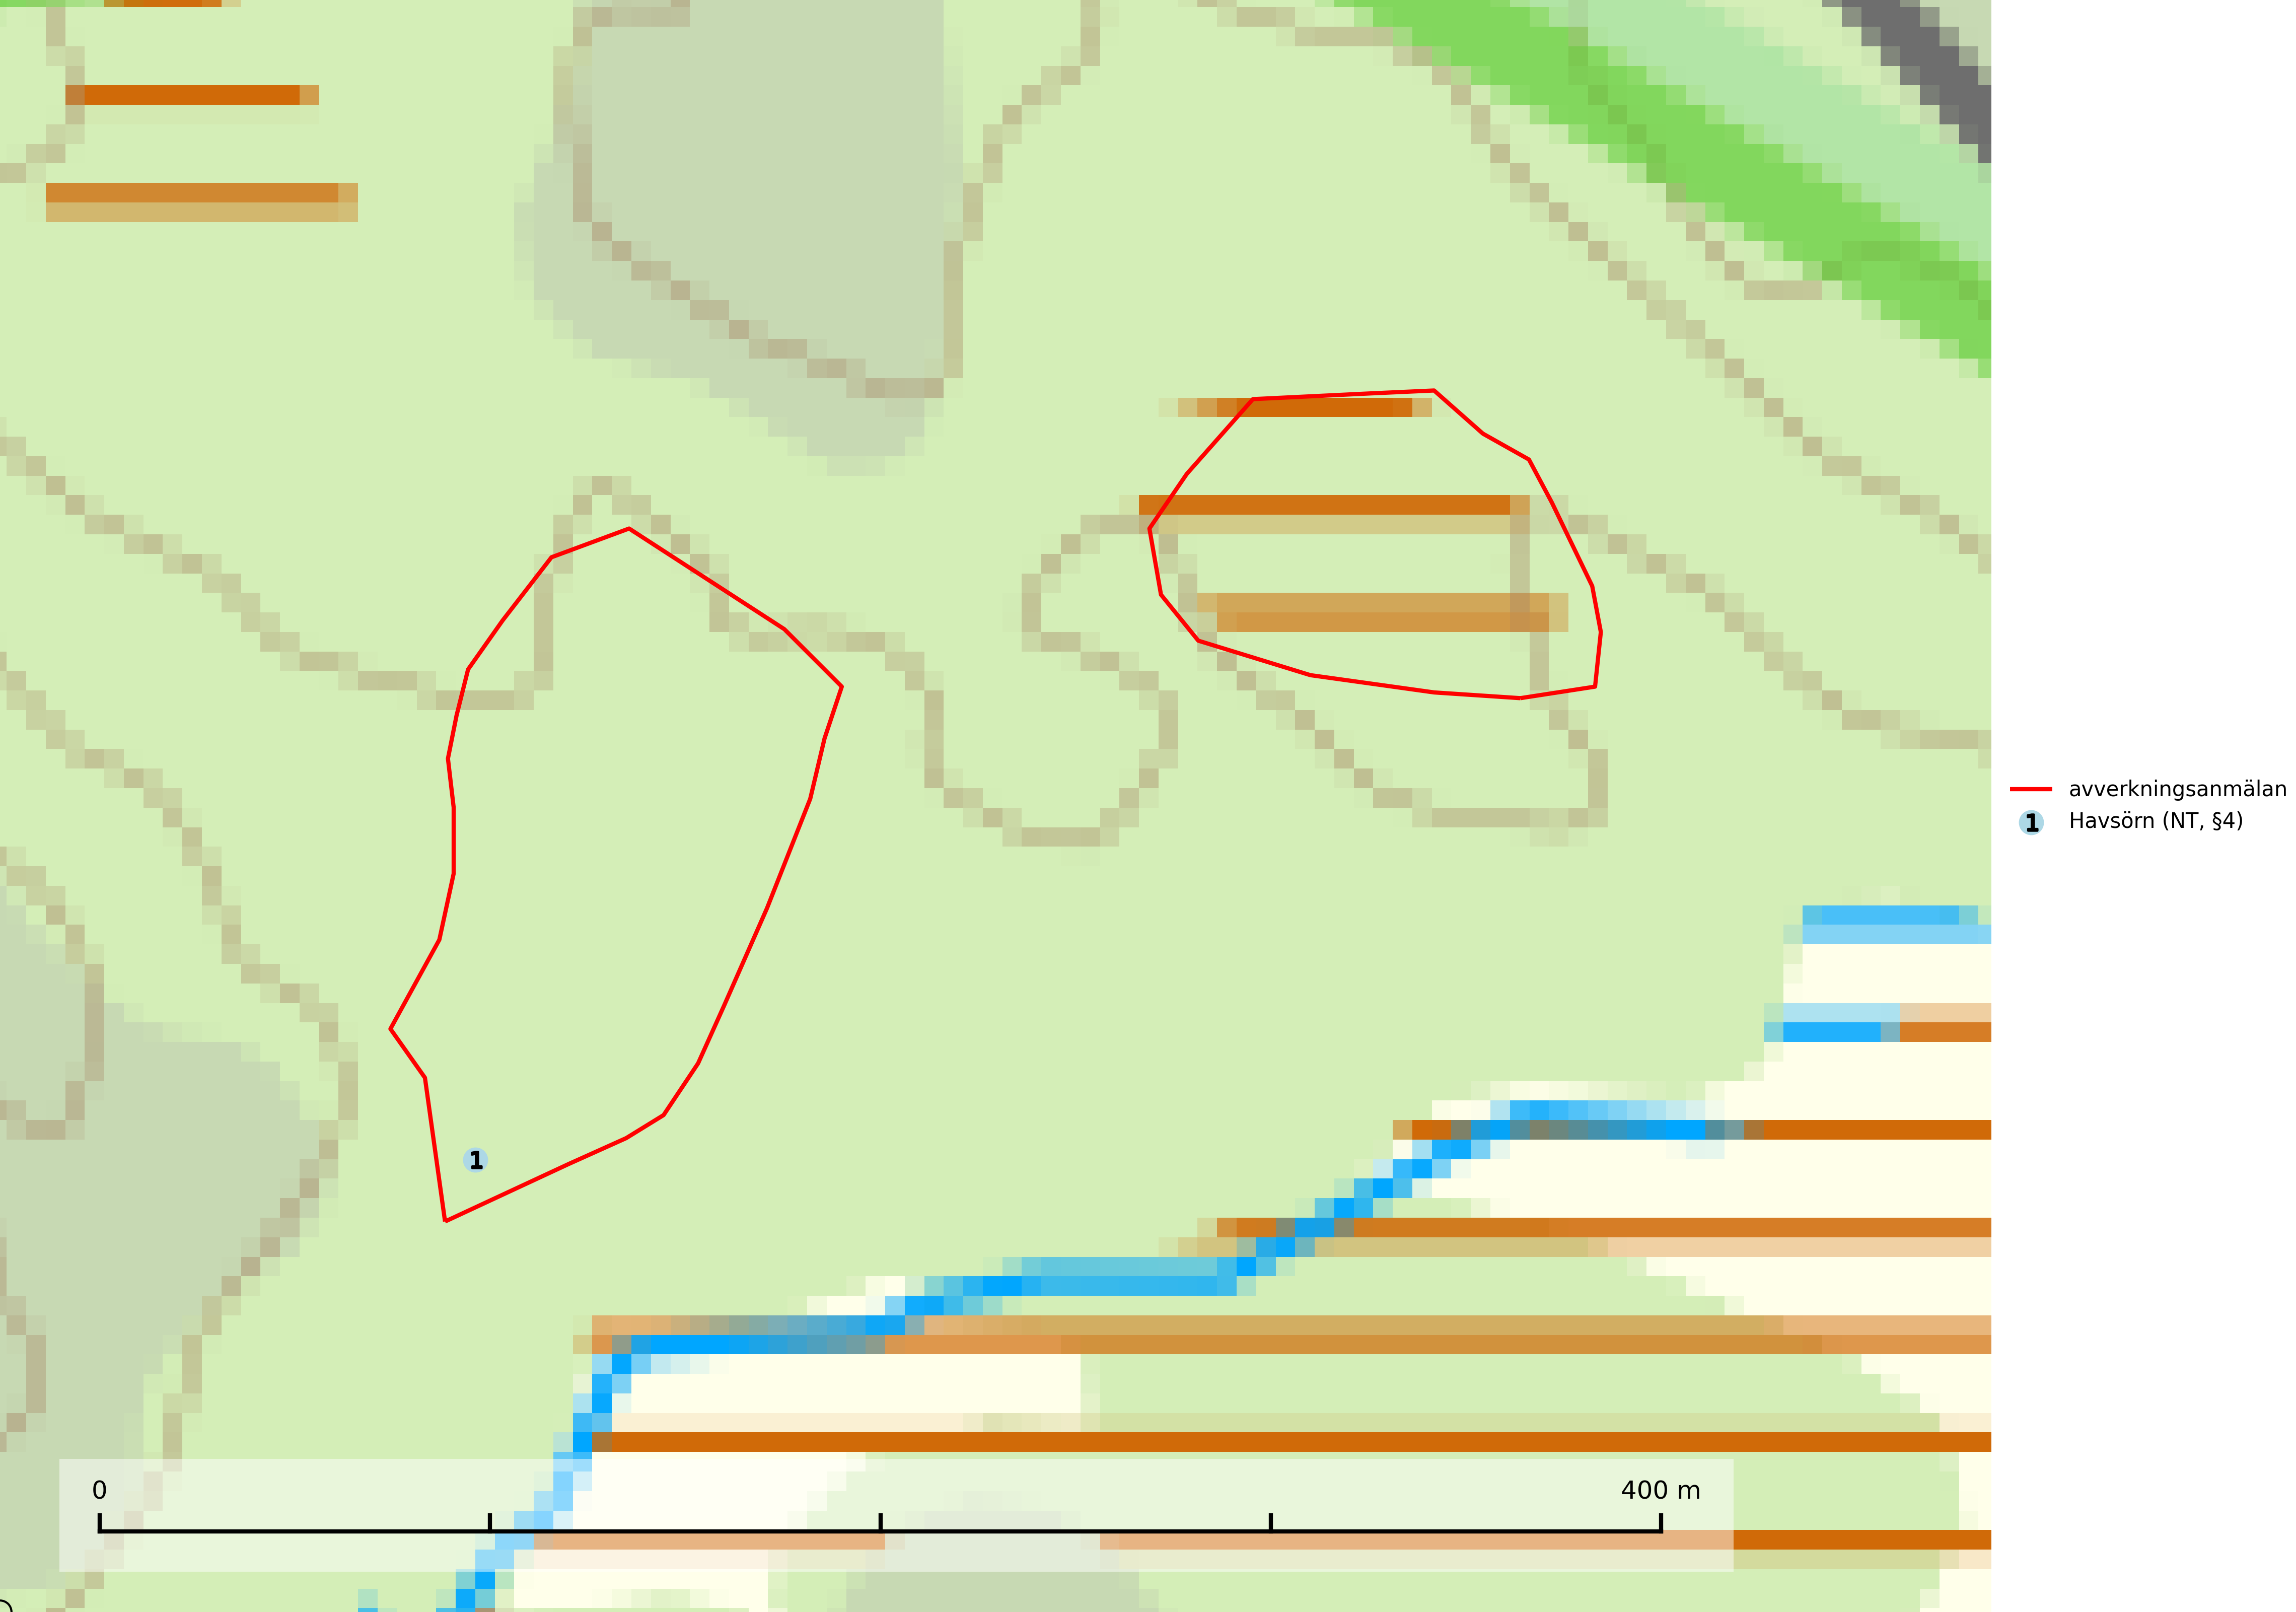 avverkningsanmälan
1 Havsörn (NT, §4)
1
0 400 m